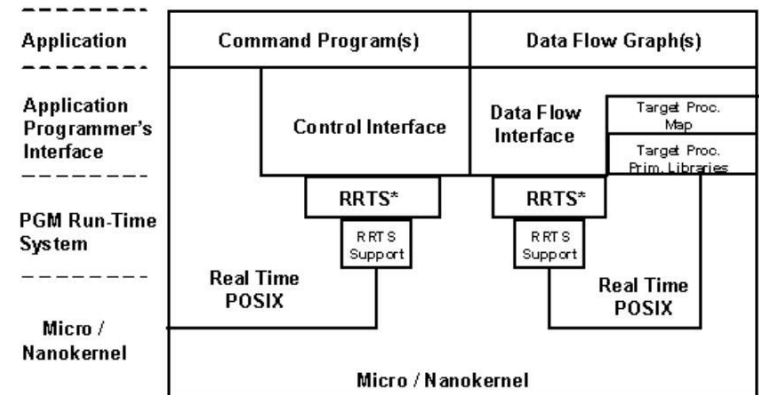 Application
Command Program(s)
Data Flow Graph(s)
Application
Programmer's
Interface
Control Interface
Data Flow
Interface
Target Proc.
Map
Target Proc.
Prim. Libraries
PGM Run-Time
System
RRTS*
RRTS*
RRTS
Support
RRTS
Support
Real Time
POSIX
Real Time
POSIX
Micro /
Nanokernel
Micro / Nanokernel